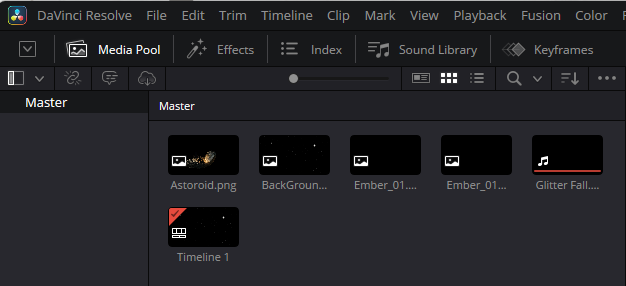 DaVinci Resolve File Edit Trim Timeline Clip Mark View Playback Fusion Color
Media Pool Effects Index Sound Library Keyframes
Master
Master
Astoroid.png BackGroun... Ember_01.... Ember_01... Glitter Fall....
Timeline 1